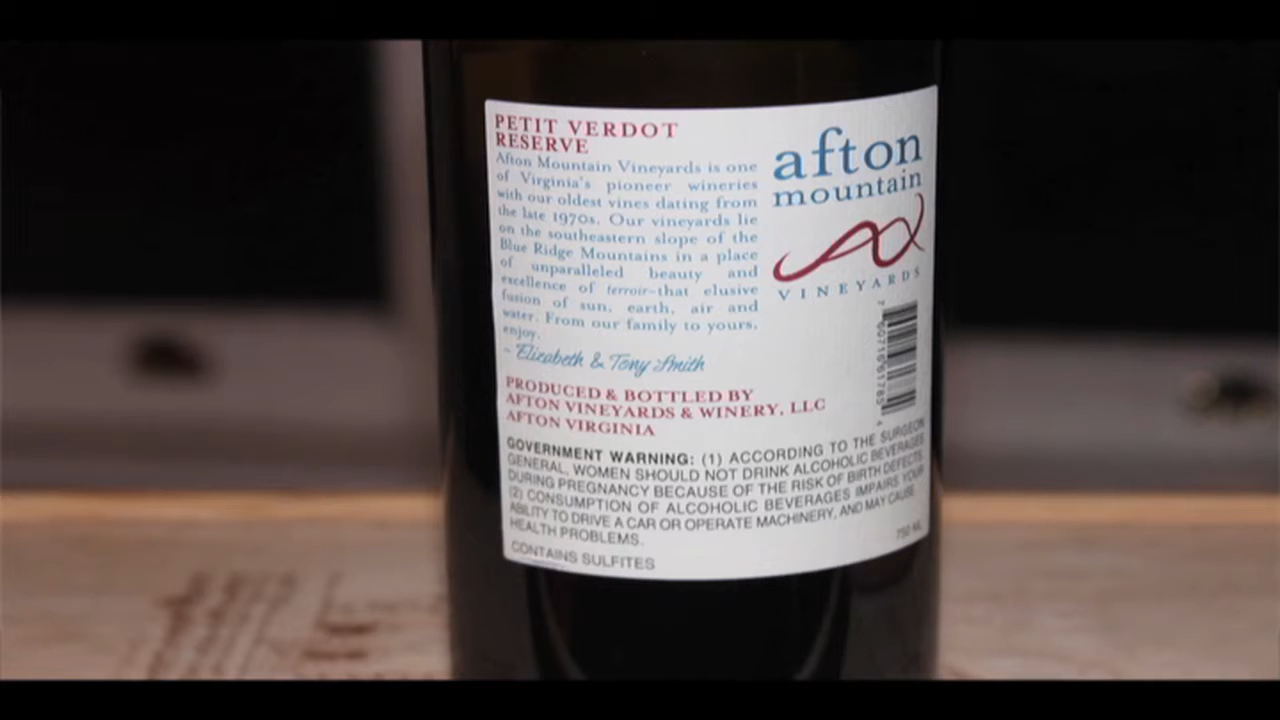 PETIT VERDOT
RESERVE
Afton Mountain Vineyards is one
of Virginia's pioneer wineries
with our oldest vines dating from
the late 1970s. Our vineyards lie
on the southeastern slope of the
Blue Ridge Mountains in a place
of unparalleled beauty and
excellence of terroir–that elusive
fusion of sun, earth, air and
water. From our family to yours,
enjoy.
~ Elizabeth & Tony Smith
PRODUCED & BOTTLED BY
AFTON VINEYARDS & WINERY, LLC
AFTON VIRGINIA
GOVERNMENT WARNING: (1) ACCORDING TO THE SURGEON
GENERAL, WOMEN SHOULD NOT DRINK ALCOHOLIC BEVERAGES
DURING PREGNANCY BECAUSE OF THE RISK OF BIRTH DEFECTS.
(2) CONSUMPTION OF ALCOHOLIC BEVERAGES IMPAIRS YOUR
ABILITY TO DRIVE A CAR OR OPERATE MACHINERY, AND MAY CAUSE
HEALTH PROBLEMS.
CONTAINS SULFITES
750 ML
afton
mountain
VINEYARDS